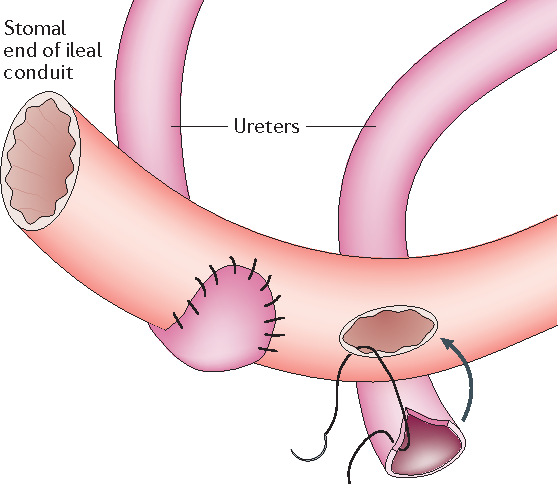 Stomal
end of ileal
conduit
Ureters